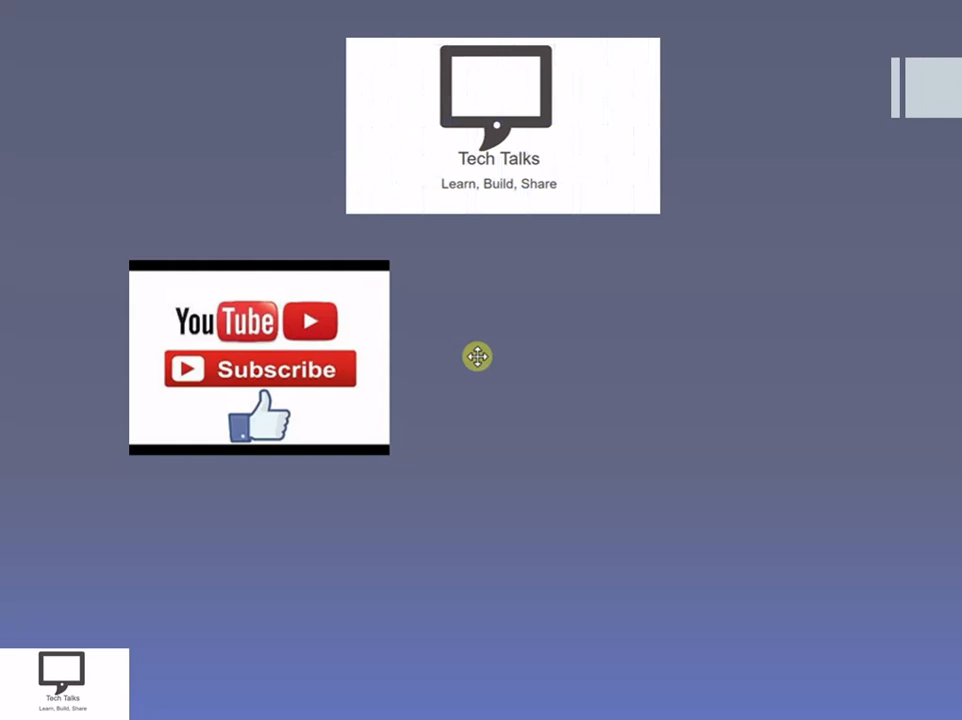 Tech Talks
Learn, Build, Share
YouTube
Subscribe
Tech Talks
Learn, Build, Share